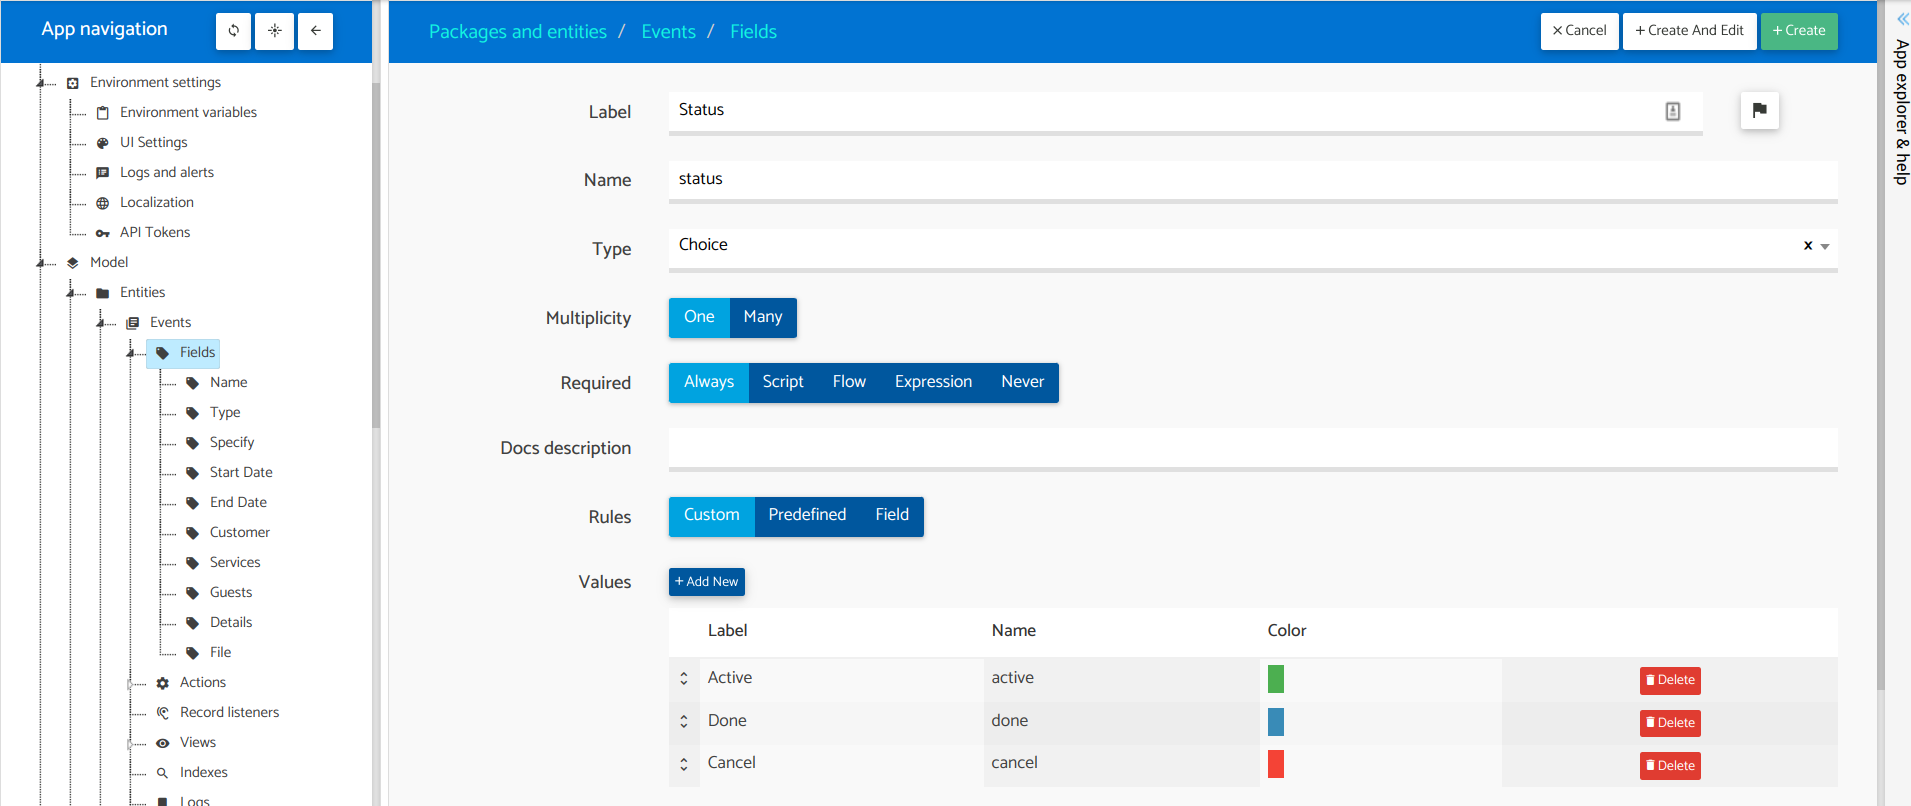 App navigation
Environment settings
Environment variables
UI Settings
Logs and alerts
Localization
API Tokens
Model
Entities
Events
Fields
Name
Type
Specify
Start Date
End Date
Customer
Services
Guests
Details
File
Actions
Record listeners
Views
Indexes
Logs
Packages and entities / Events / Fields
Cancel
+ Create And Edit
+ Create
Label Status
Name status
Type Choice x
Multiplicity One Many
Required Always Script Flow Expression Never
Docs description
Rules Custom Predefined Field
Values + Add New
Label Name Color
Active active Delete
Done done Delete
Cancel cancel Delete
App explorer & help